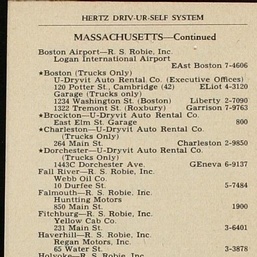 HERTZ DRIV-UR-SELF SYSTEM
MASSACHUSETTS—Continued
Boston Airport—R. S. Robie, Inc.
Logan International Airport
EAst Boston 7-4606
★Boston (Trucks Only)
U-Dryvit Auto Rental Co. (Executive Offices)
120 Potter St., Cambridge (42) ELiot 4-3120
Garage (Trucks only)
1234 Washington St. (Boston) Liberty 2-7090
1322 Tremont St. (Roxbury) Garrison 7-9763
★Brockton—U-Dryvit Auto Rental Co.
East Elm St. Garage 800
★Charleston—U-Dryvit Auto Rental Co.
(Trucks Only)
264 Main St. Charleston 2-9850
★Dorchester—U-Dryvit Auto Rental Co.
(Trucks Only)
1443C Dorchester Ave. GEneva 6-9137
Fall River—R. S. Robie, Inc.
Webb Oil Co.
10 Durfee St. 5-7484
Falmouth—R. S. Robie, Inc.
Huntting Motors
850 Main St. 1900
Fitchburg—R. S. Robie, Inc.
Yellow Cab Co.
231 Main St. 3-6401
Haverhill—R. S. Robie, Inc.
Regan Motors, Inc.
65 Water St. 3-3878
Holyoke—R. S. Robie, Inc.